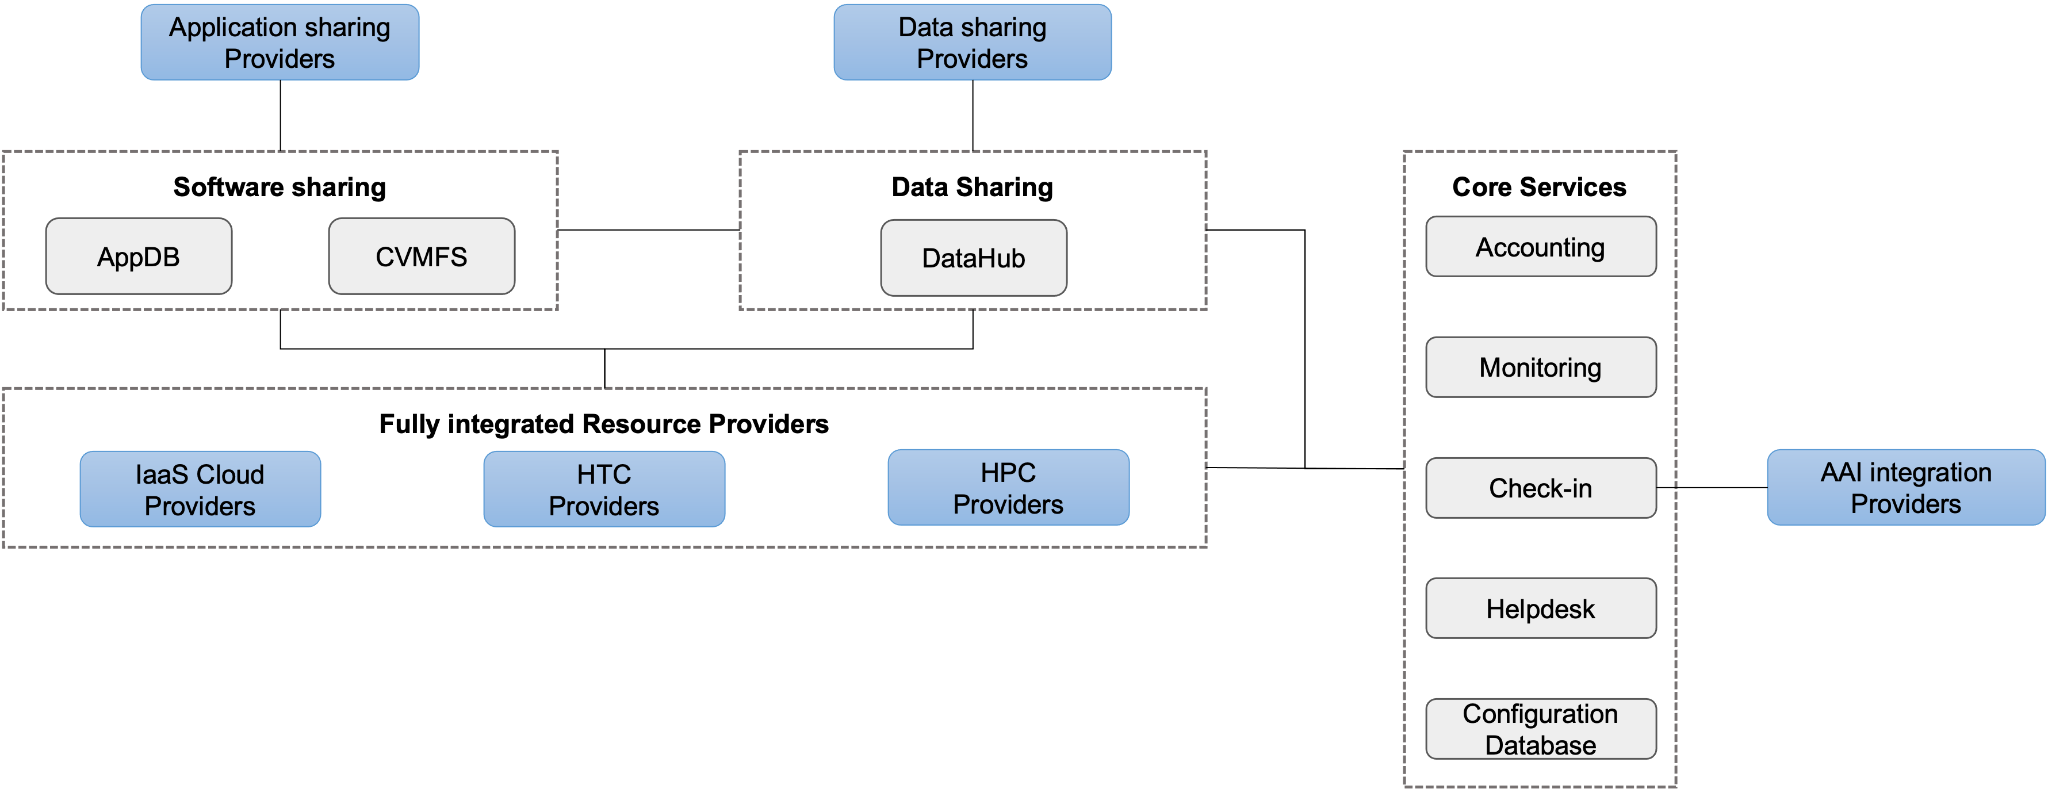 Application sharing
Providers
Data sharing
Providers
Software sharing
AppDB
CVMFS
Data Sharing
DataHub
Fully integrated Resource Providers
IaaS Cloud
Providers
HTC
Providers
HPC
Providers
Core Services
Accounting
Monitoring
Check-in
Helpdesk
Configuration
Database
AAI integration
Providers